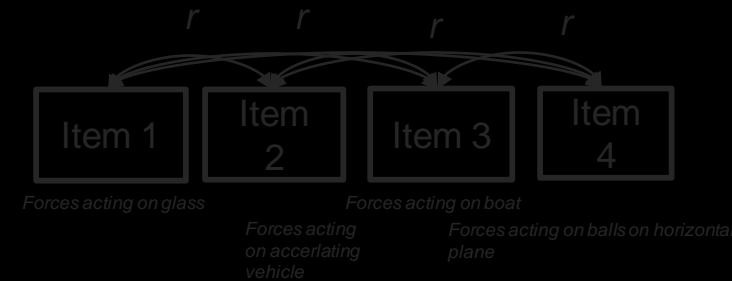 r r r r
Item 1
Item
2
Item 3
Item
4
Forces acting on glass
Forces acting
on accerlating
vehicle
Forces acting on boat
Forces acting on balls on horizontal
plane